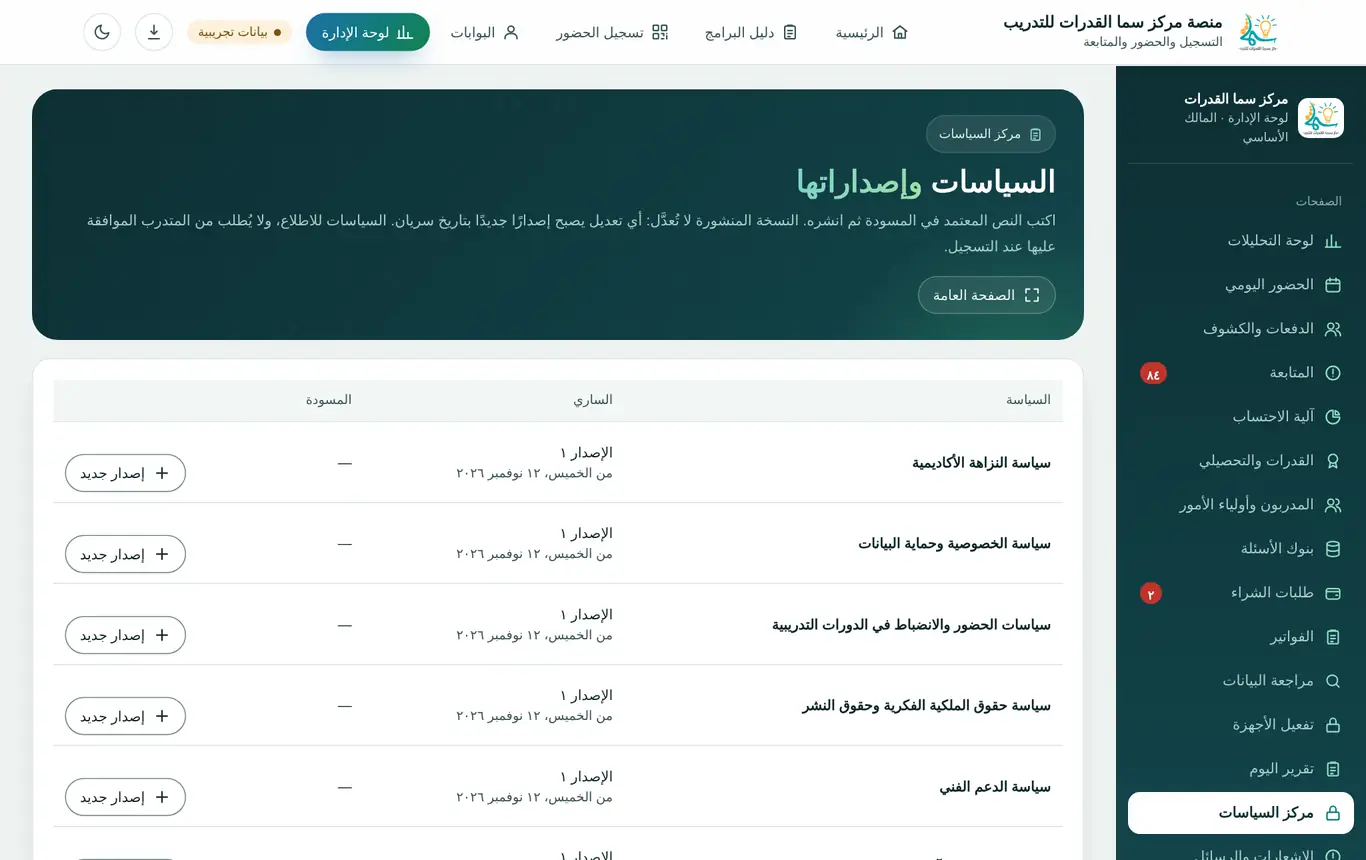 منصة مركز سما القدرات للتدريب
التسجيل والحضور والمتابعة
الرئيسية
دليل البرامج
تسجيل الحضور
البوابات
لوحة الإدارة
بيانات تجريبية
مركز سما القدرات
لوحة الإدارة · المالك
الأساسي
الصفحات
لوحة التحليلات
الحضور اليومي
الدفعات والكشوف
المتابعة ٨٤
آلية الاحتساب
القدرات والتحصيلي
المدربون وأولياء الأمور
بنوك الأسئلة
طلبات الشراء ٢
الفواتير
مراجعة البيانات
تفعيل الأجهزة
تقرير اليوم
مركز السياسات
الإشعارات والرسائل
مركز السياسات
السياسات وإصداراتها
اكتب النص المعتمد في المسودة ثم انشره. النسخة المنشورة لا تُعدَّل: أي تعديل يصبح إصدارًا جديدًا بتاريخ سريان. السياسات للاطلاع، ولا يُطلب من المتدرب الموافقة
عليها عند التسجيل.
الصفحة العامة
السياسة الساري المسودة
سياسة النزاهة الأكاديمية
الإصدار ١
من الخميس، ١٢ نوفمبر ٢٠٢٦
—
إصدار جديد
سياسة الخصوصية وحماية البيانات
الإصدار ١
من الخميس، ١٢ نوفمبر ٢٠٢٦
—
إصدار جديد
سياسات الحضور والانضباط في الدورات التدريبية
الإصدار ١
من الخميس، ١٢ نوفمبر ٢٠٢٦
—
إصدار جديد
سياسة حقوق الملكية الفكرية وحقوق النشر
الإصدار ١
من الخميس، ١٢ نوفمبر ٢٠٢٦
—
إصدار جديد
سياسة الدعم الفني
الإصدار ١
من الخميس، ١٢ نوفمبر ٢٠٢٦
—
إصدار جديد
الإصدار ١